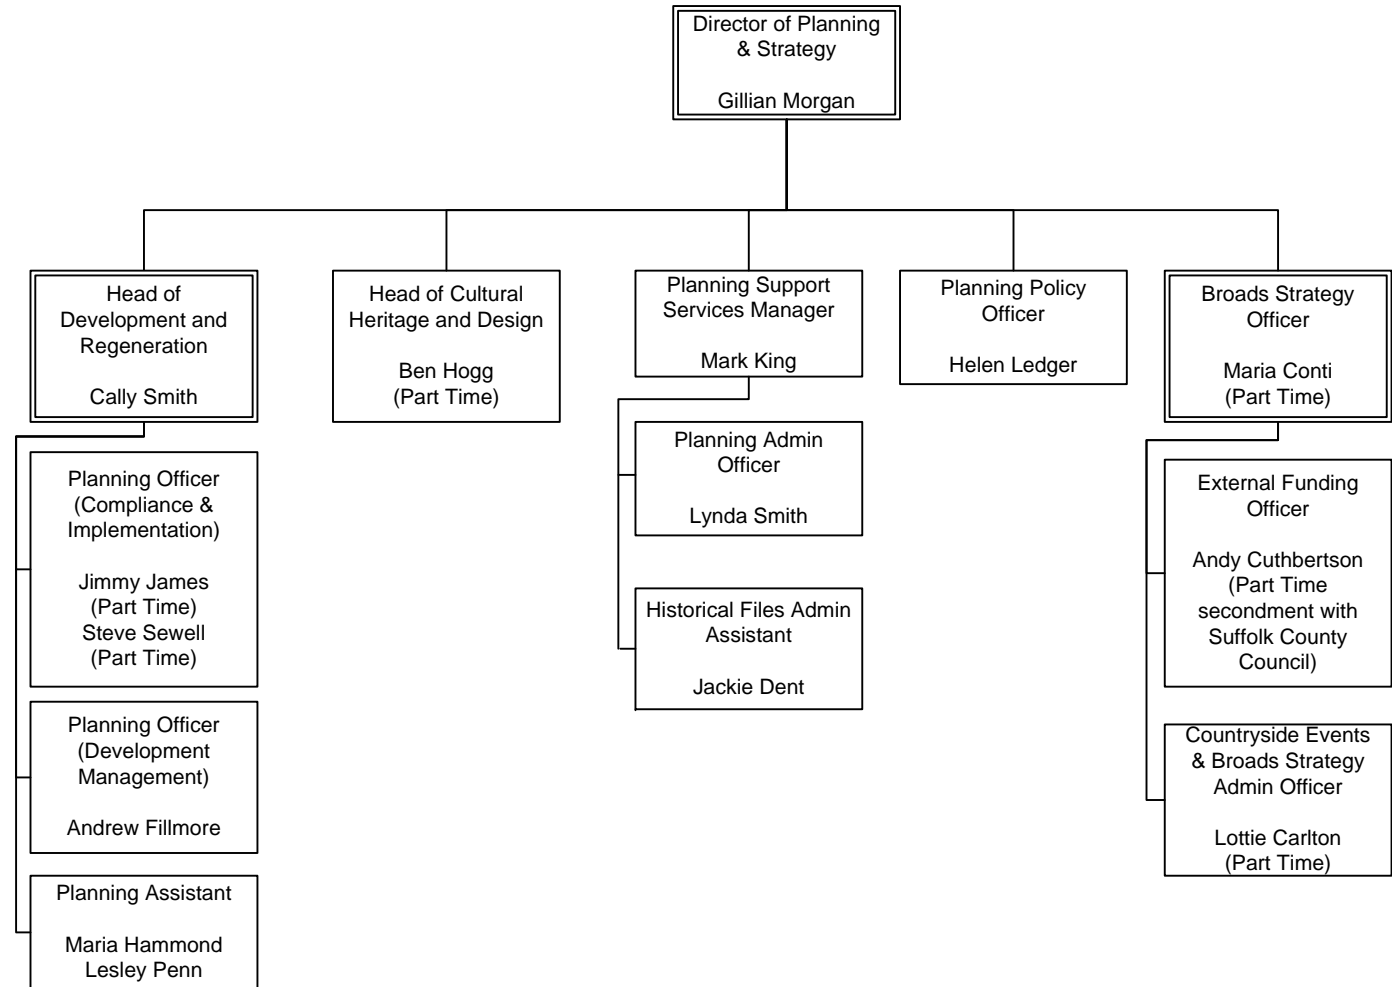 Director of Planning
& Strategy
Gillian Morgan
Head of
Development and
Regeneration
Cally Smith
Head of Cultural
Heritage and Design
Ben Hogg
(Part Time)
Planning Support
Services Manager
Mark King
Planning Policy
Officer
Helen Ledger
Broads Strategy
Officer
Maria Conti
(Part Time)
Planning Officer
(Compliance &
Implementation)
Jimmy James
(Part Time)
Steve Sewell
(Part Time)
Planning Officer
(Development
Management)
Andrew Fillmore
Planning Assistant
Maria Hammond
Lesley Penn
Planning Admin
Officer
Lynda Smith
Historical Files Admin
Assistant
Jackie Dent
External Funding
Officer
Andy Cuthbertson
(Part Time
secondment with
Suffolk County
Council)
Countryside Events
& Broads Strategy
Admin Officer
Lottie Carlton
(Part Time)